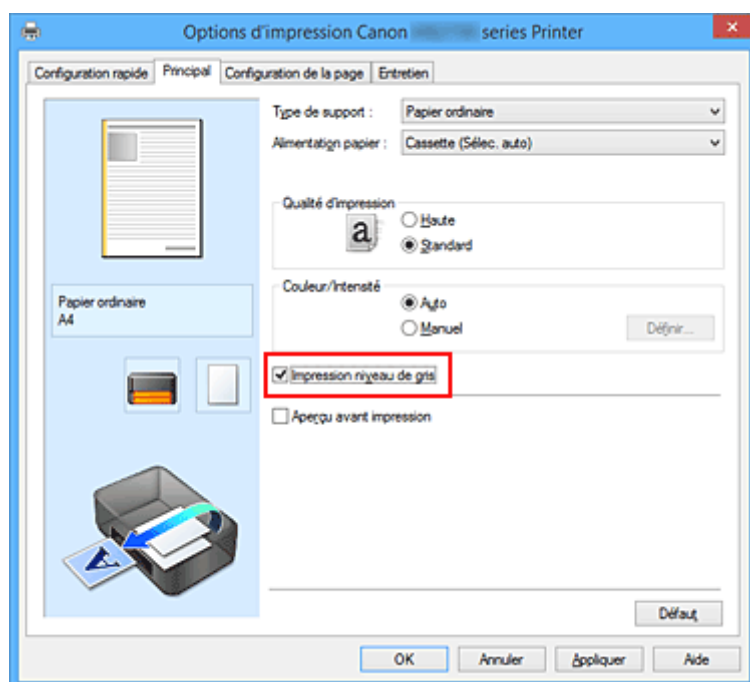 Options d'impression Canon series Printer
Configuration rapide Principal Configuration de la page Entretien
Type de support : Papier ordinaire
Alimentation papier : Cassette (Sélec. auto)
Qualité d'impression
a
Haute
Standard
Couleur/Intensité
Auto
Manuel Définir...
Papier ordinaire
A4
Impression niveau de gris
Aperçu avant impression
A
Défaut
OK Annuler Appliquer Aide